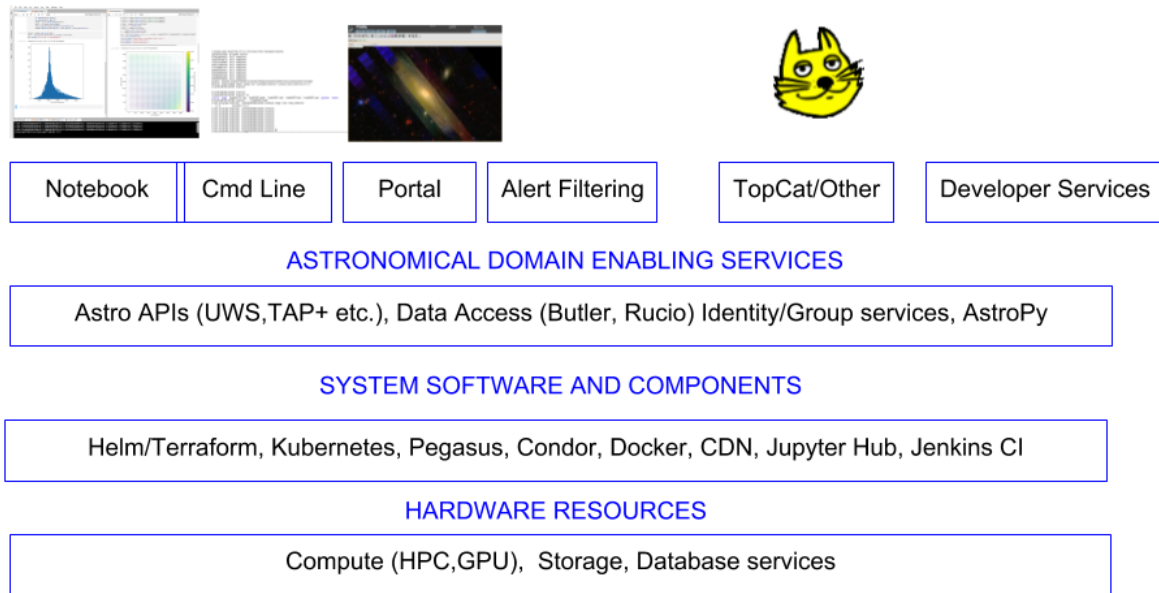 Notebook
Cmd Line
Portal
Alert Filtering
TopCat/Other
Developer Services
ASTRONOMICAL DOMAIN ENABLING SERVICES
Astro APIs (UWS,TAP+ etc.), Data Access (Butler, Rucio) Identity/Group services, AstroPy
SYSTEM SOFTWARE AND COMPONENTS
Helm/Terraform, Kubernetes, Pegasus, Condor, Docker, CDN, Jupyter Hub, Jenkins CI
HARDWARE RESOURCES
Compute (HPC,GPU), Storage, Database services